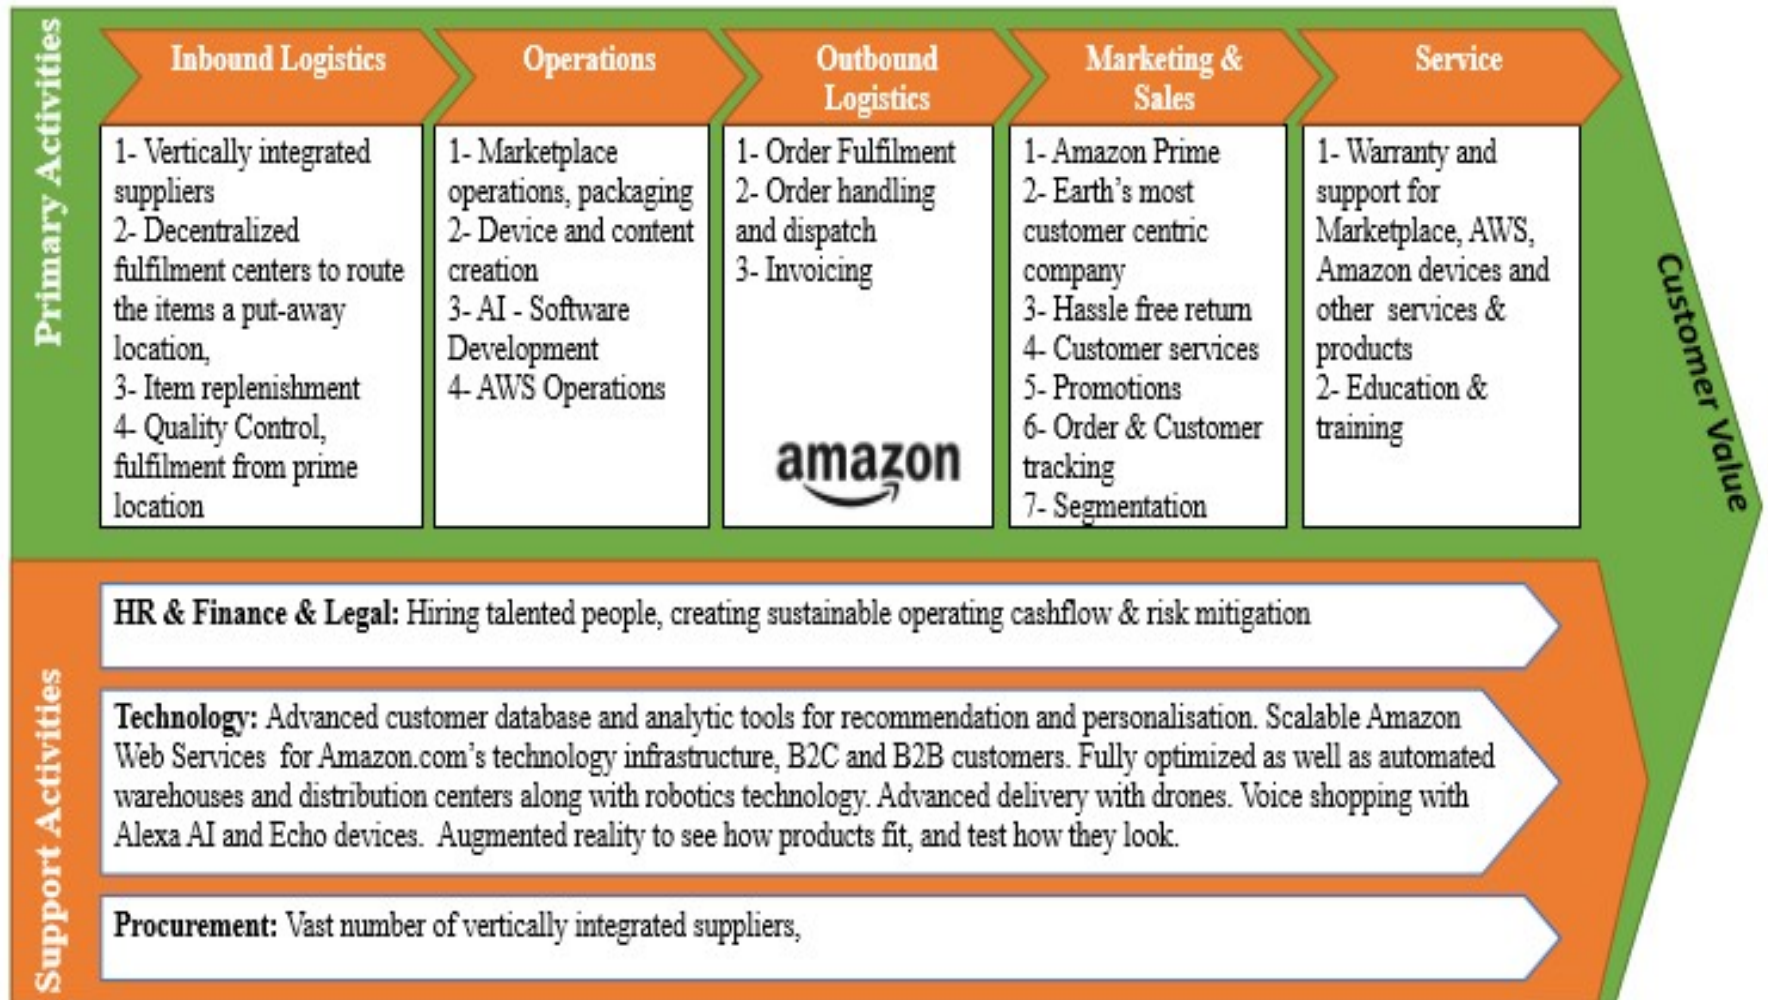 Primary Activities
Inbound Logistics
1- Vertically integrated
suppliers
2- Decentralized
fulfilment centers to route
the items a put-away
location,
3- Item replenishment
4- Quality Control,
fulfilment from prime
location
Operations
1- Marketplace
operations, packaging
2- Device and content
creation
3- AI - Software
Development
4- AWS Operations
Outbound
Logistics
1- Order Fulfilment
2- Order handling
and dispatch
3- Invoicing
amazon
Marketing &
Sales
1- Amazon Prime
2- Earth's most
customer centric
company
3- Hassle free return
4- Customer services
5- Promotions
6- Order & Customer
tracking
7- Segmentation
Service
1- Warranty and
support for
Marketplace, AWS,
Amazon devices and
other services &
products
2- Education &
training
Customer Value
Support Activities
HR & Finance & Legal: Hiring talented people, creating sustainable operating cashflow & risk mitigation
Technology: Advanced customer database and analytic tools for recommendation and personalisation. Scalable Amazon
Web Services for Amazon.com's technology infrastructure, B2C and B2B customers. Fully optimized as well as automated
warehouses and distribution centers along with robotics technology. Advanced delivery with drones. Voice shopping with
Alexa AI and Echo devices. Augmented reality to see how products fit, and test how they look.
Procurement: Vast number of vertically integrated suppliers,